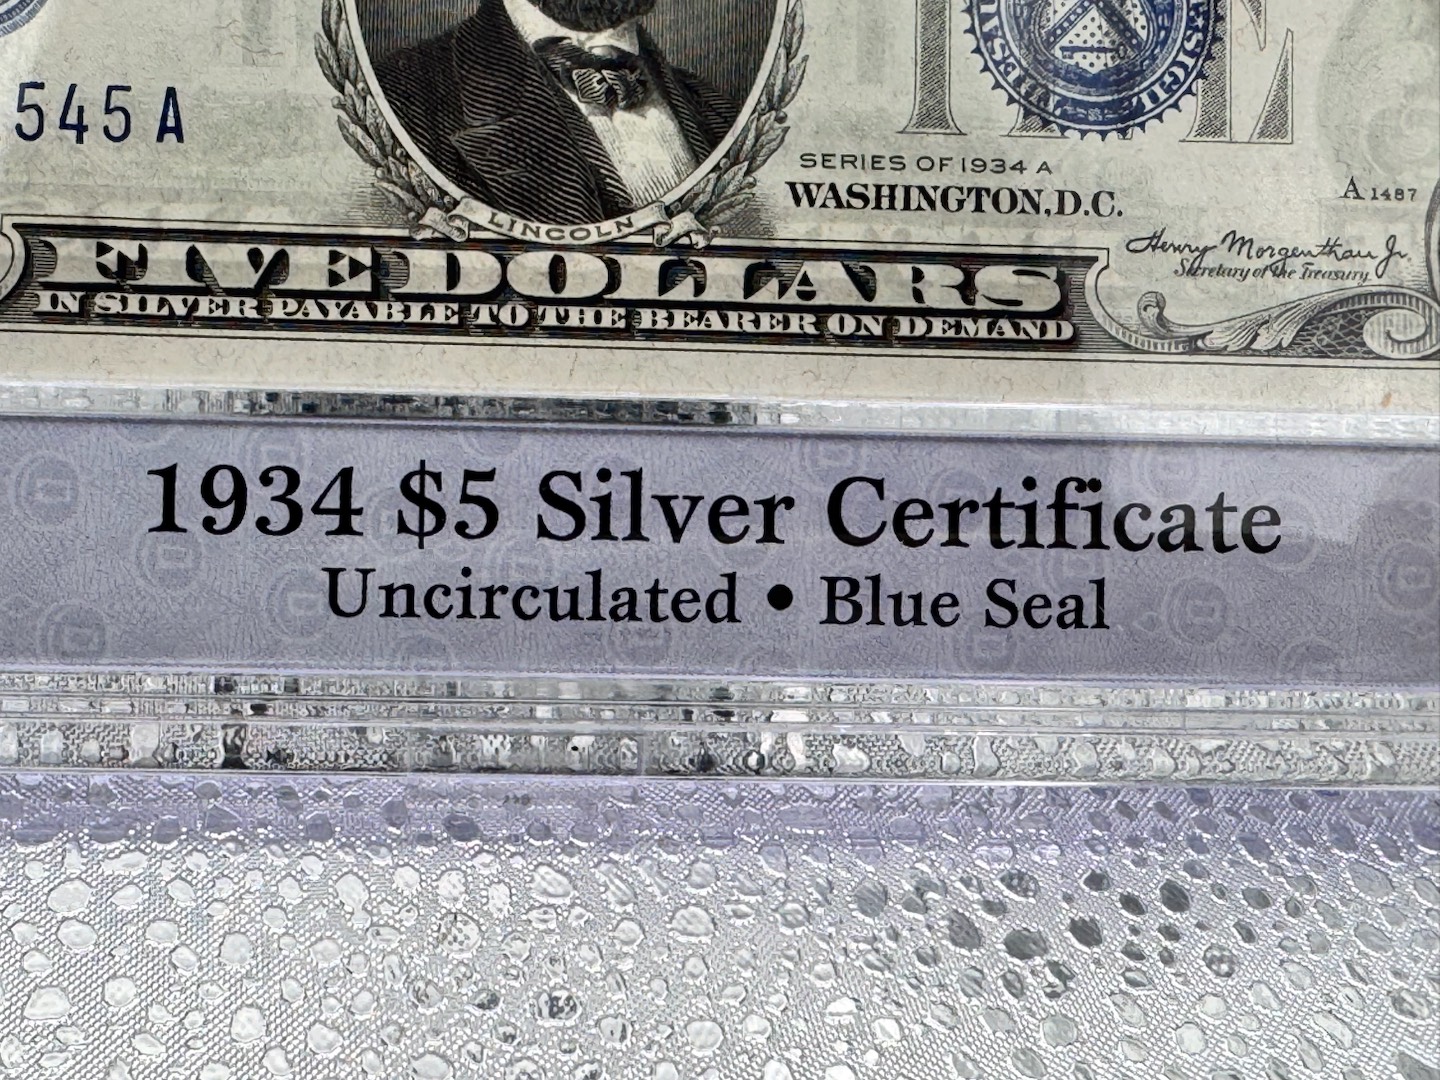 545 A
SERIES OF 1934 A
WASHINGTON, D.C.
A 1487
LINCOLN
Henry Morgenthau Jr.
Secretary of the Treasury.
FIVE DOLLARS
IN SILVER PAYABLE TO THE BEARER ON DEMAND
1934 $5 Silver Certificate
Uncirculated • Blue Seal